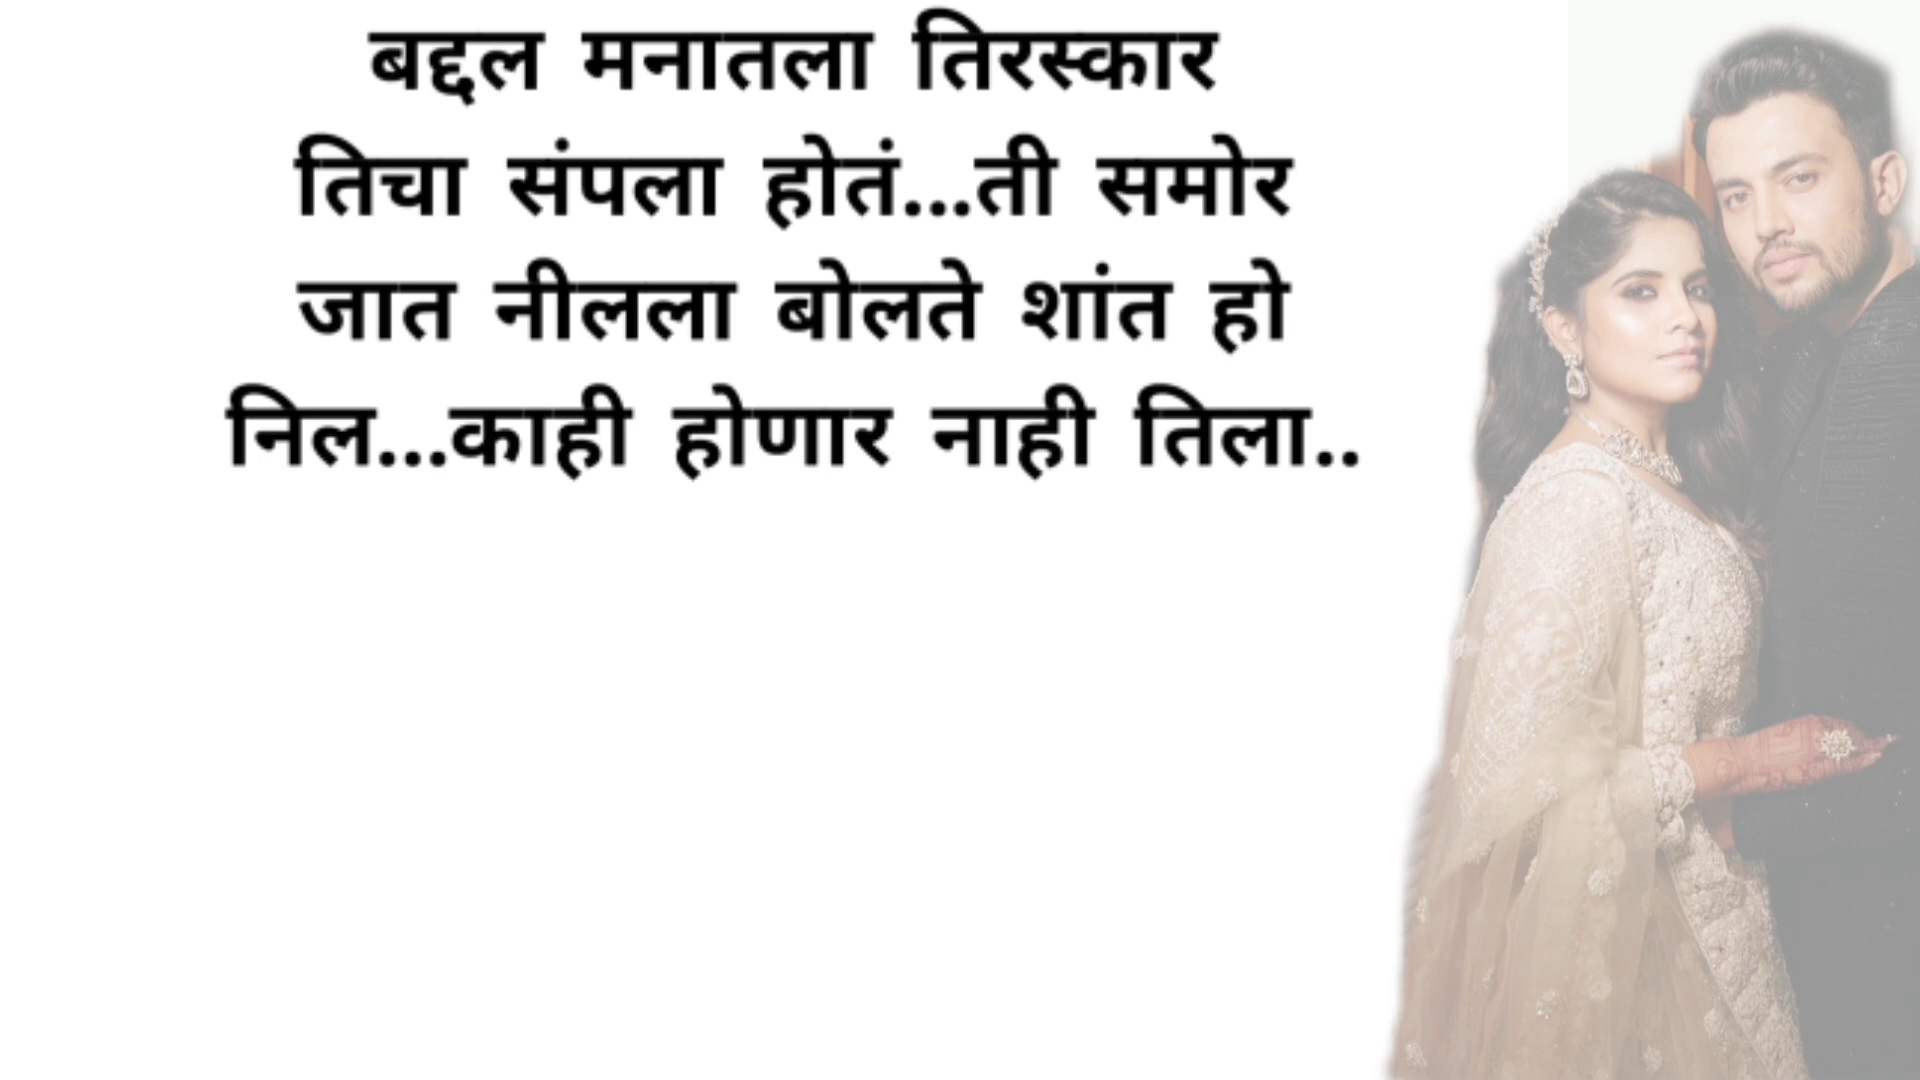 बद्दल मनातला तिरस्कार
तिचा संपला होतं...ती समोर
जात नीलला बोलते शांत हो
निल...काही होणार नाही तिला..